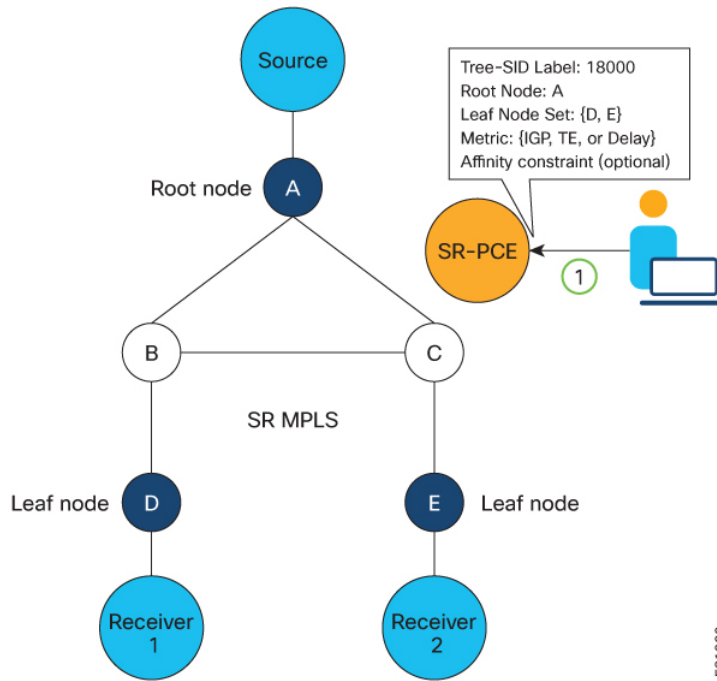 Source
Tree-SID Label: 18000
Root Node: A
Leaf Node Set: {D, E}
Metric: {IGP, TE, or Delay}
Affinity constraint (optional)
Root node
A
SR-PCE
1
B
C
SR MPLS
Leaf node
D
E
Leaf node
Receiver
1
Receiver
2